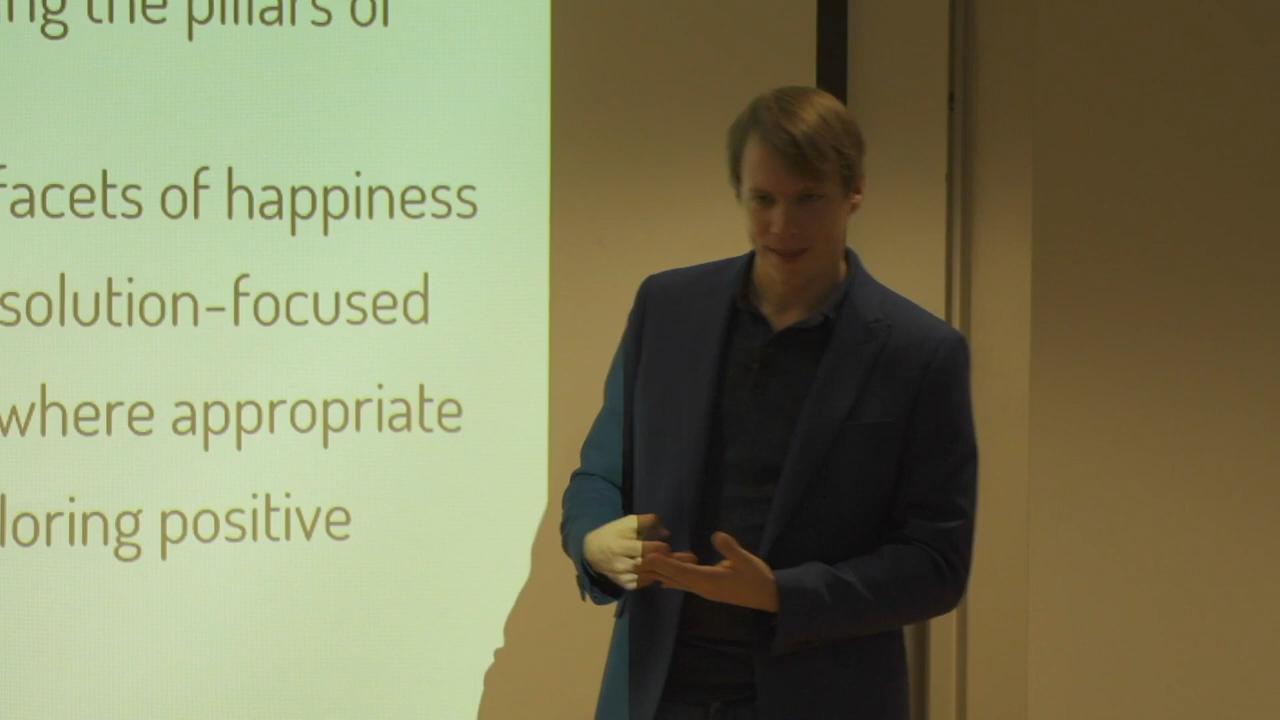 ng the pillars of
facets of happiness
solution-focused
where appropriate
loring positive